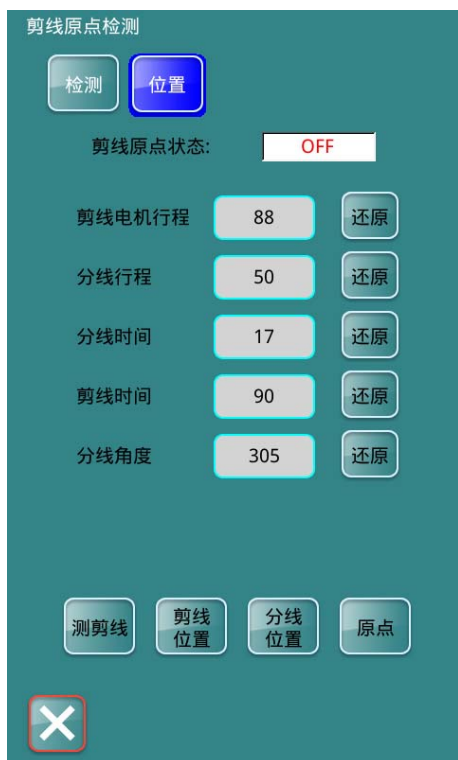 剪线原点检测
检测 位置
剪线原点状态: OFF
剪线电机行程 88 还原
分线行程 50 还原
分线时间 17 还原
剪线时间 90 还原
分线角度 305 还原
测剪线 剪线位置 分线位置 原点